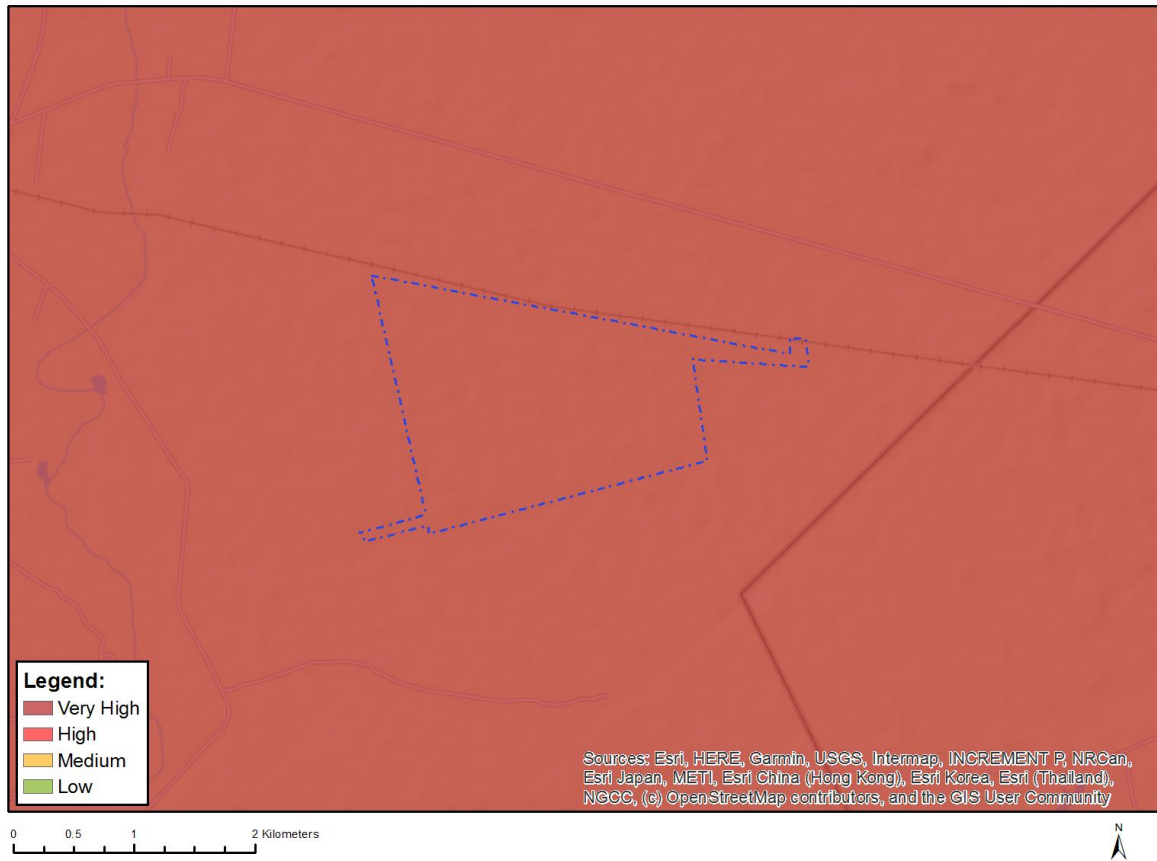 Legend:
Very High
High
Medium
Low
Sources: Esri, HERE, Garmin, USGS, Intermap, INCREMENT P, NRCan,
Esri Japan, METI, Esri China (Hong Kong), Esri Korea, Esri (Thailand),
NGCC, (c) OpenStreetMap contributors, and the GIS User Community
0 0.5 1 2 Kilometers
N